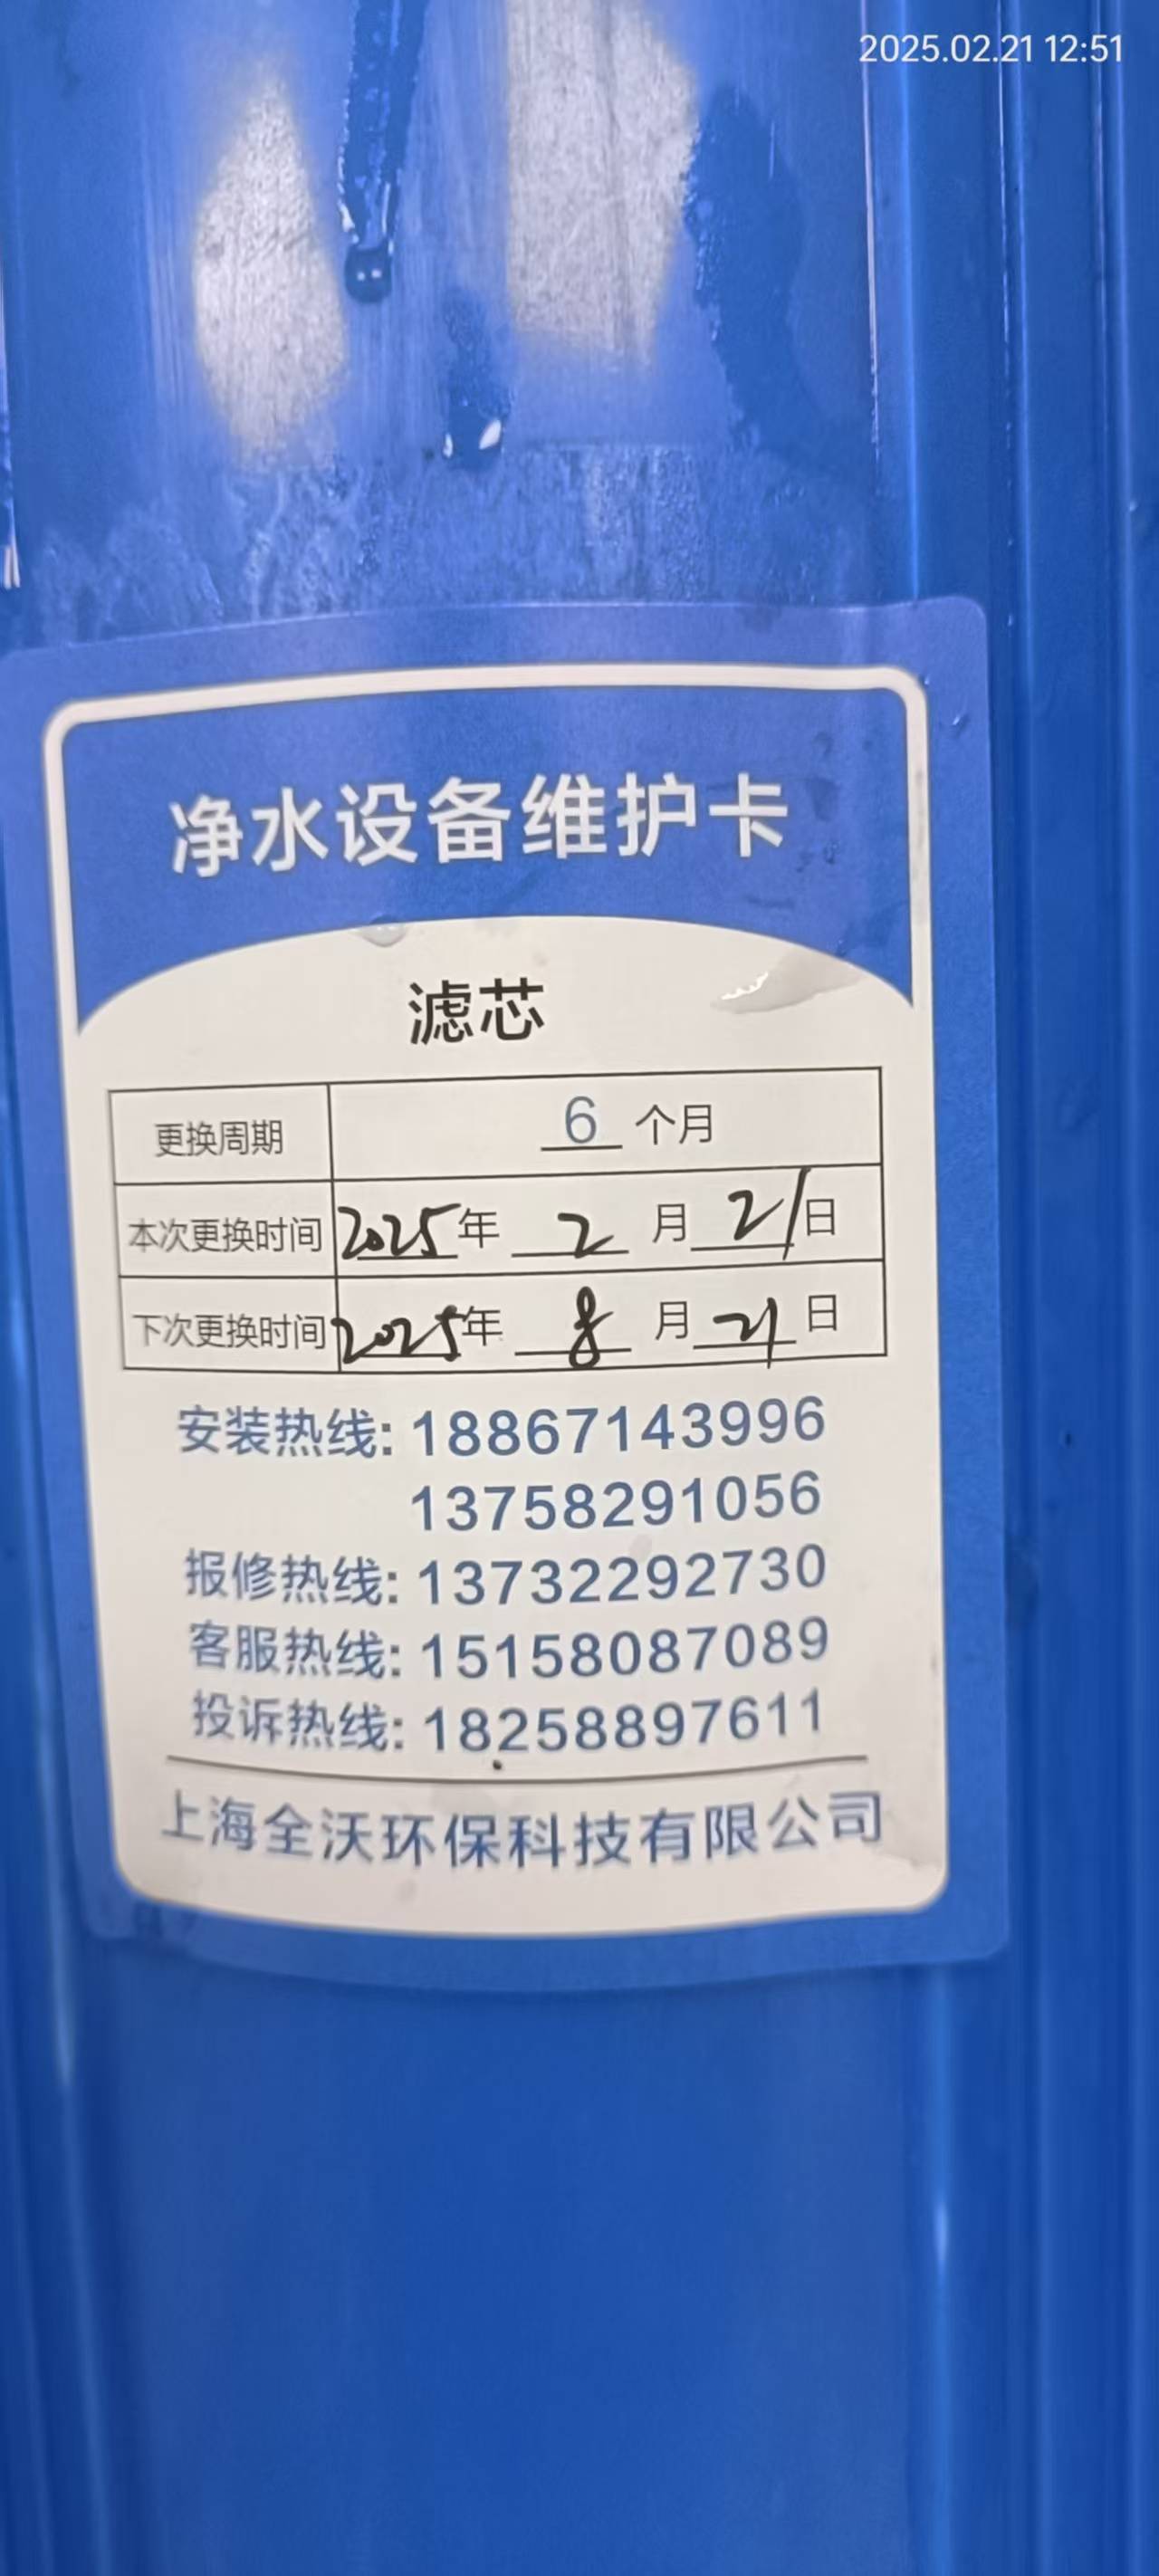 2025.02.21 12:51
净水设备维护卡
滤芯
更换周期 6 个月
本次更换时间 2025年 2 月 21日
下次更换时间 2025年 8 月 21日
安装热线: 18867143996
13758291056
报修热线: 13732292730
客服热线: 15158087089
投诉热线: 18258897611
上海全沃环保科技有限公司